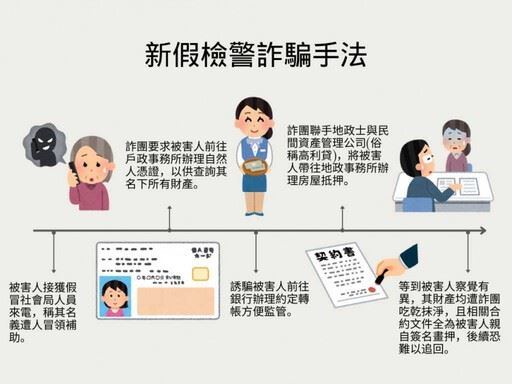 新假檢警詐騙手法
被害人接獲假
冒社會局人員
來電，稱其名
義遭人冒領補
助。
詐團要求被害人前往
戶政事務所辦理自然
人憑證，以供查詢其
名下所有財產。
誘騙被害人前往
銀行辦理約定轉
帳方便監管。
詐團聯手地政士與民
間資產管理公司(俗
稱高利貸)，將被害
人帶往地政事務所辦
理房屋抵押。
契約書
等到被害人察覺有
異，其財產均遭詐團
吃乾抹淨，且相關合
約文件全為被害人親
自簽名畫押，後續恐
難以追回。